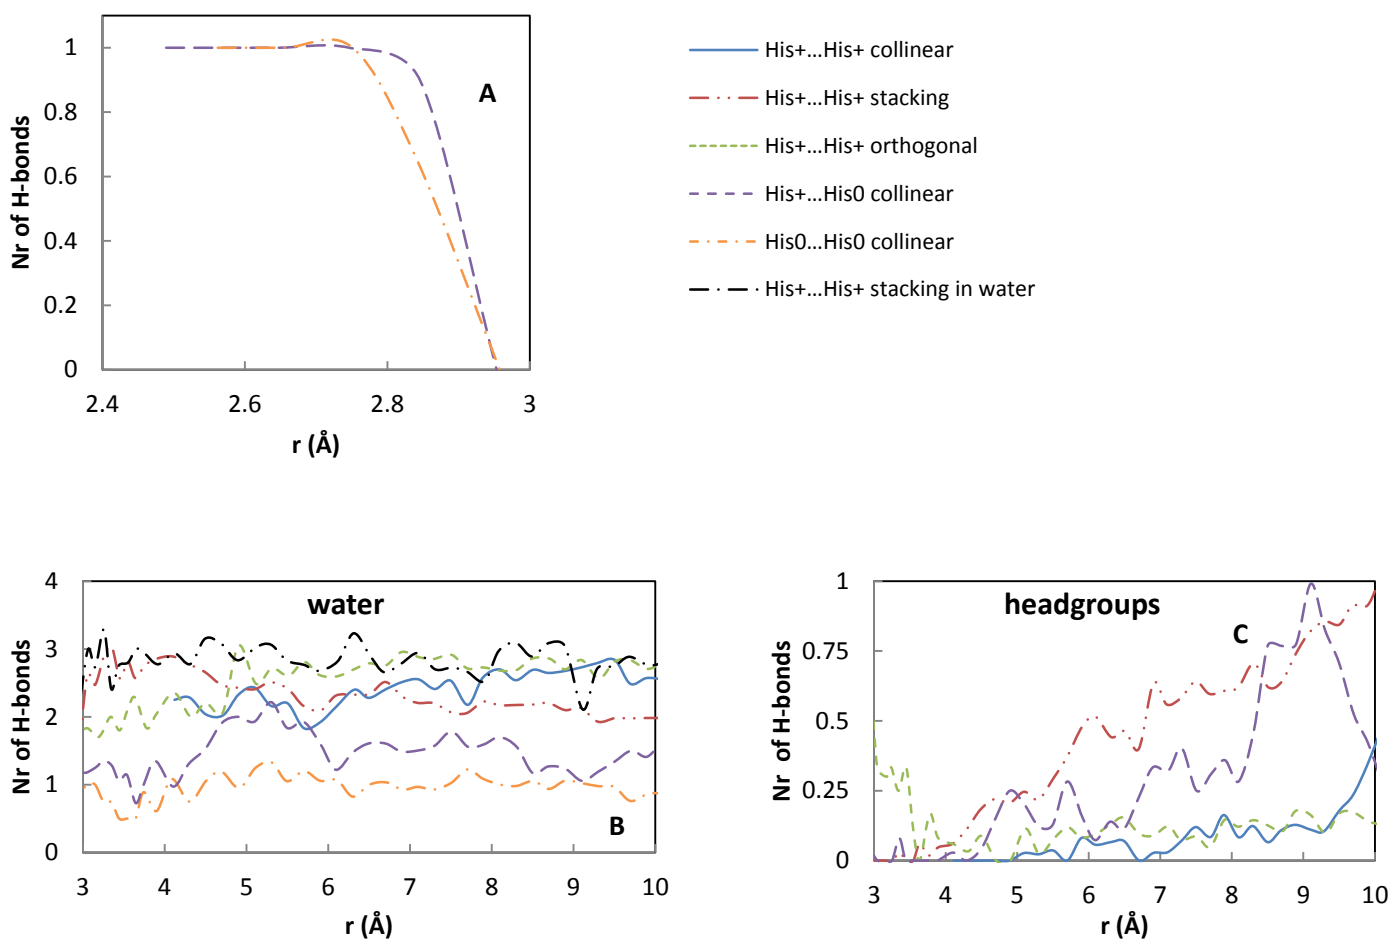 1
0.8
0.6
0.4
0.2
0
2.4 2.6 2.8 3
Nr of H-bonds
r (Å)
A
His+...His+ collinear
His+...His+ stacking
His+...His+ orthogonal
His+...His0 collinear
His0...His0 collinear
His+...His+ stacking in water
water
4
3
2
1
0
3 4 5 6 7 8 9 10
Nr of H-bonds
r (Å)
B
headgroups
1
0.75
0.5
0.25
0
3 4 5 6 7 8 9 10
Nr of H-bonds
r (Å)
C